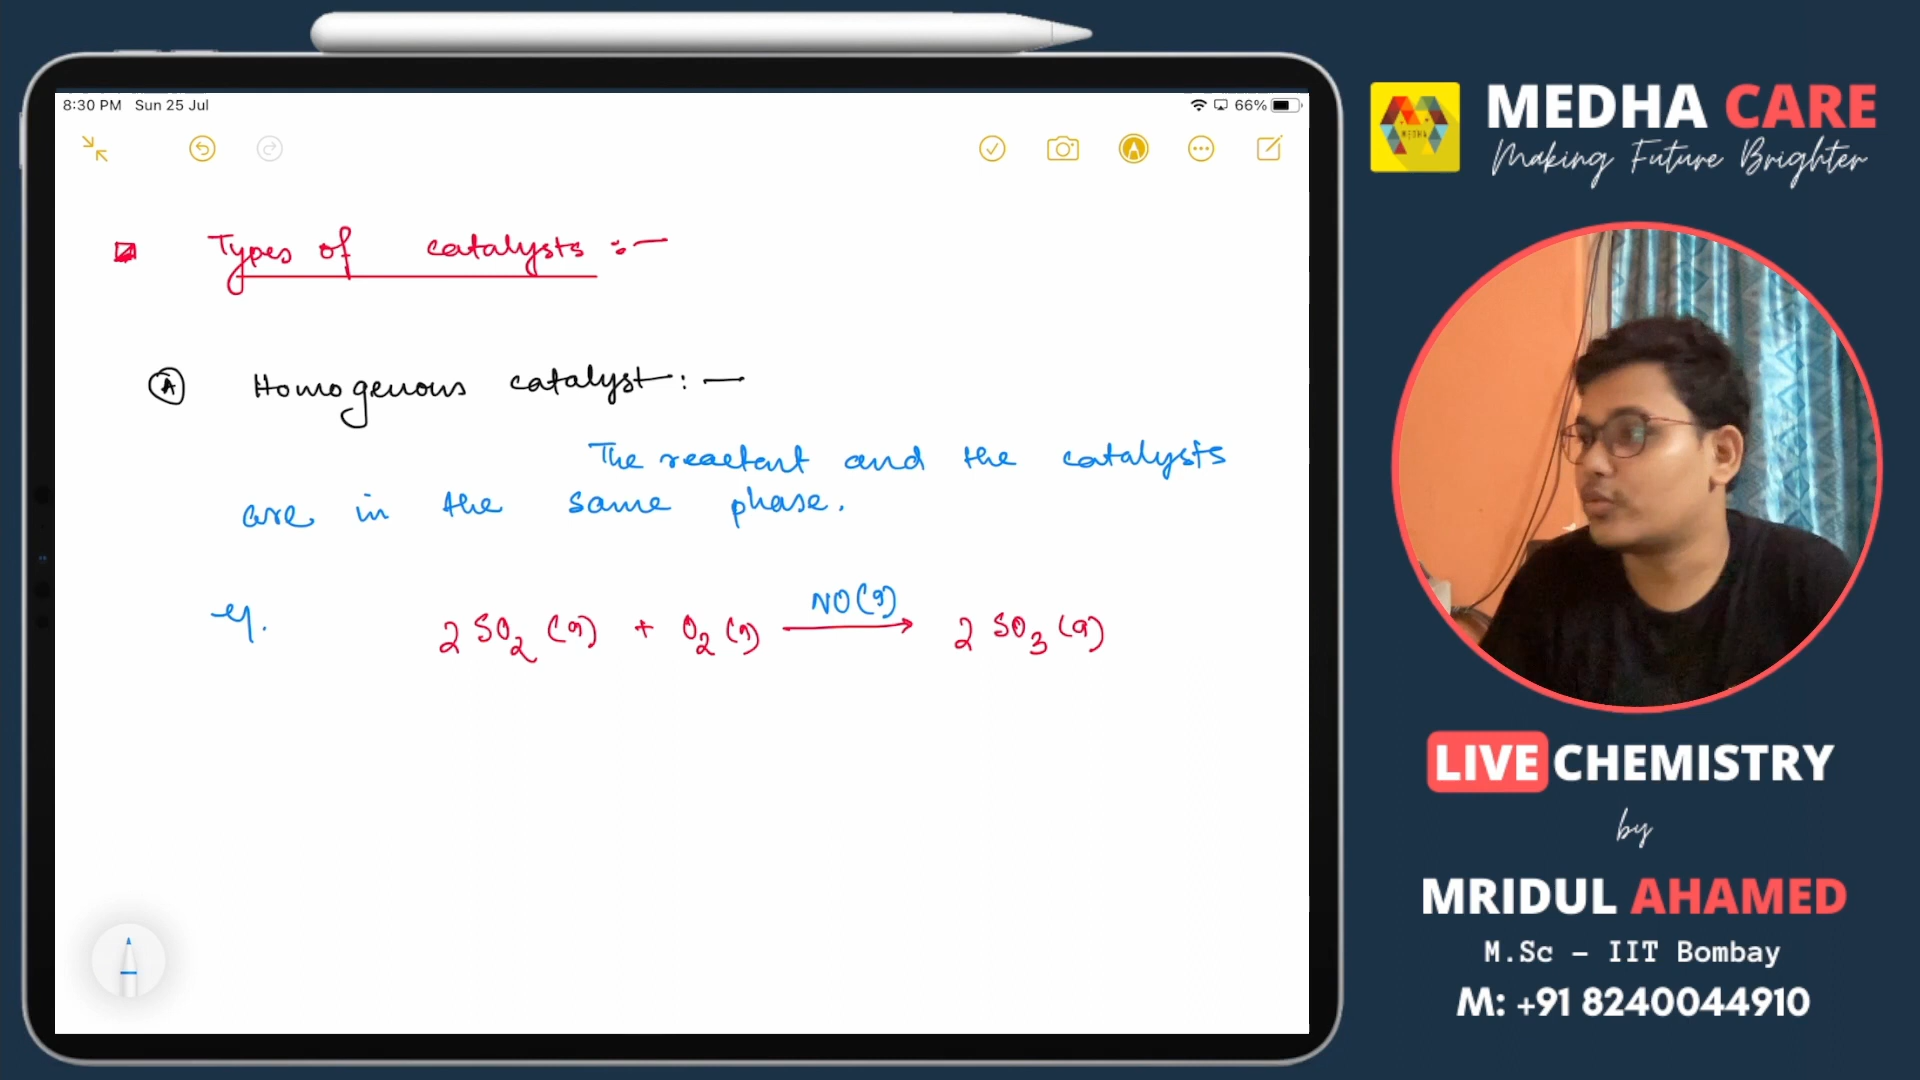 8:30 PM Sun 25 Jul
66%
Types of catalysts :—
A Homogenous catalyst :—
The reactant and the catalysts
are in the same phase.
eg.
NO(g)
2 SO2 (g) + O2 (g) → 2 SO3 (g)
MEDHA CARE
Making Future Brighter
MEDHA
LIVE CHEMISTRY
by
MRIDUL AHAMED
M.Sc – IIT Bombay
M: +91 8240044910